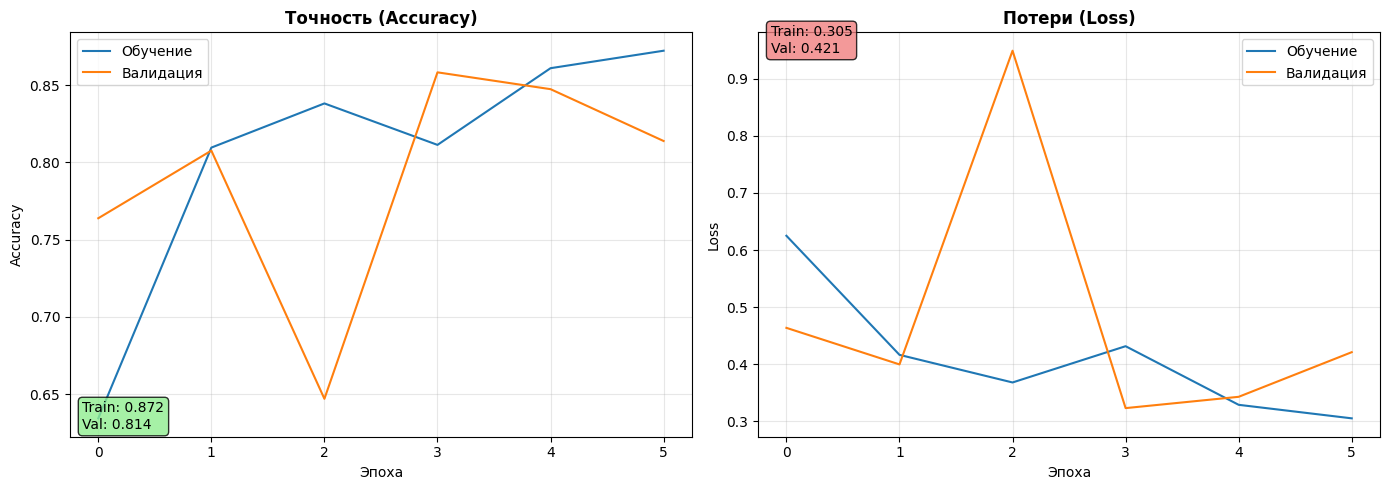 Точность (Accuracy)
Обучение
Валидация
0.85
0.80
0.75
0.70
0.65
Accuracy
Train: 0.872
Val: 0.814
0 1 2 3 4 5
Эпоха
Потери (Loss)
Train: 0.305
Val: 0.421
Обучение
Валидация
0.9
0.8
0.7
0.6
0.5
0.4
0.3
Loss
0 1 2 3 4 5
Эпоха